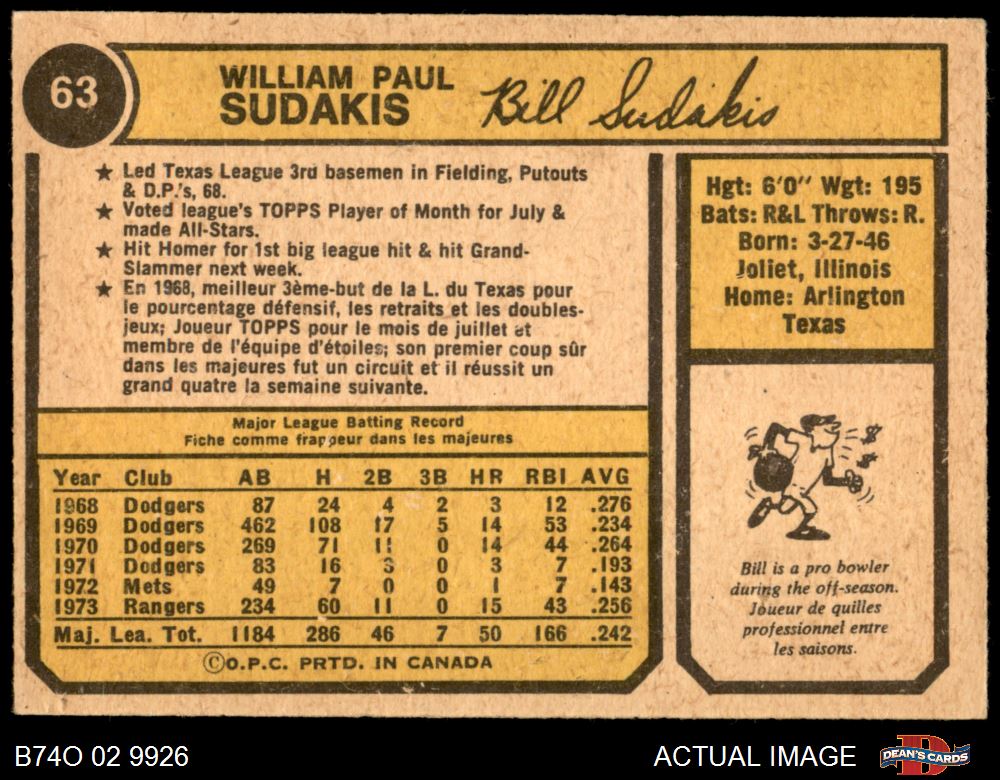 63
WILLIAM PAUL
SUDAKIS
Bill Sudakis
★ Led Texas League 3rd basemen in Fielding, Putouts
& D.P.'s, 68.
★ Voted league's TOPPS Player of Month for July &
made All-Stars.
★ Hit Homer for 1st big league hit & hit Grand-
Slammer next week.
★ En 1968, meilleur 3ème-but de la L. du Texas pour
le pourcentage défensif, les retraits et les doubles-
jeux; Joueur TOPPS pour le mois de juillet et
membre de l'équipe d'étoiles; son premier coup sûr
dans les majeures fut un circuit et il réussit un
grand quatre la semaine suivante.
Hgt: 6'0" Wgt: 195
Bats: R&L Throws: R.
Born: 3-27-46
Joliet, Illinois
Home: Arlington
Texas
Major League Batting Record
Fiche comme frappeur dans les majeures
Year Club AB H 2B 3B HR RBI AVG
1968 Dodgers 87 24 4 2 3 12 .276
1969 Dodgers 462 108 17 5 14 53 .234
1970 Dodgers 269 71 11 0 14 44 .264
1971 Dodgers 83 16 3 0 3 7 .193
1972 Mets 49 7 0 0 1 7 .143
1973 Rangers 234 60 11 0 15 43 .256
Maj. Lea. Tot. 1184 286 46 7 50 166 .242
©O.P.C. PRTD. IN CANADA
$
$
Bill is a pro bowler
during the off-season.
Joueur de quilles
professionnel entre
les saisons.
B74O 02 9926
ACTUAL IMAGE
DEAN'S CARDS